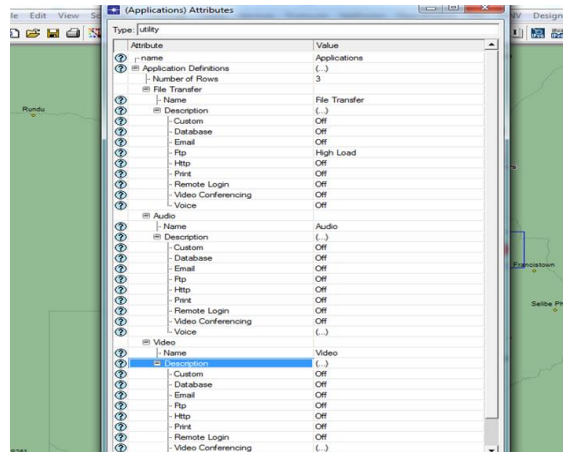 (Applications) Attributes
le Edit View
NV Design
Type: utility
Attribute Value
name Applications
Application Definitions (...)
Number of Rows 3
File Transfer
Name File Transfer
Description (...)
Custom Off
Database Off
Email Off
Ftp High Load
Http Off
Print Off
Remote Login Off
Video Conferencing Off
Voice Off
Audio
Name Audio
Description (...)
Custom Off
Database Off
Email Off
Ftp Off
Http Off
Print Off
Remote Login Off
Video Conferencing Off
Voice (...)
Video
Name Video
Description (...)
Custom Off
Database Off
Email Off
Ftp Off
Http Off
Print Off
Remote Login Off
Video Conferencing (...)
Rundu
Francistown
Selibe Ph